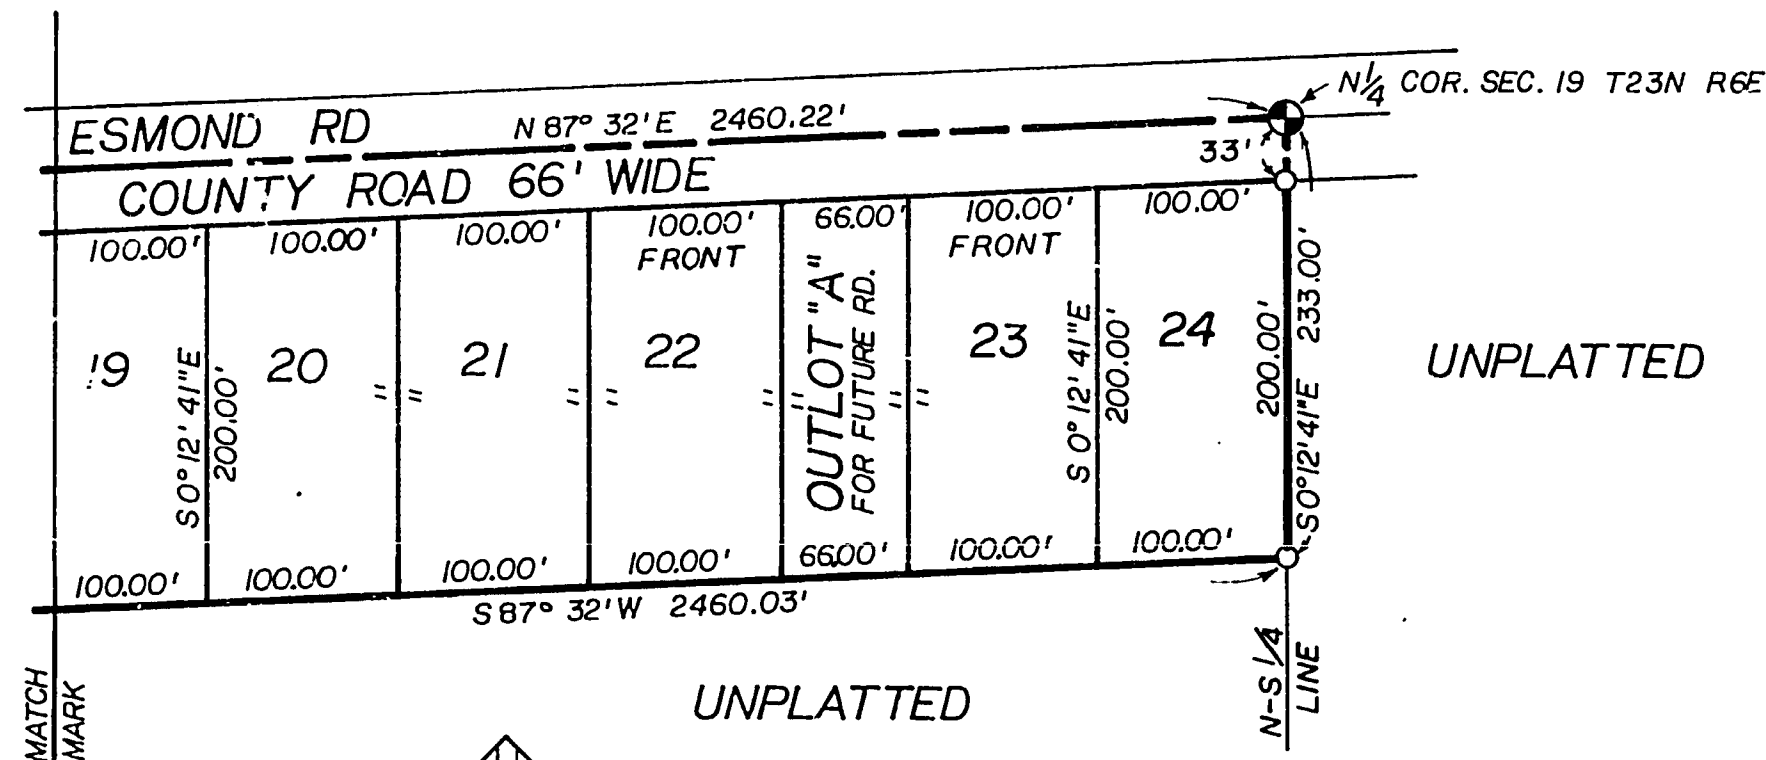 N 1/4 COR. SEC. 19 T23N R6E
ESMOND RD
N 87° 32' E 2460.22'
33'
COUNTY ROAD 66' WIDE
100.00'
100.00'
100.00'
100.00'
FRONT
66.00'
100.00'
FRONT
100.00'
19
S 0° 12' 41" E
200.00'
20
" "
21
" "
22
" "
OUTLOT "A"
FOR FUTURE RD.
" "
23
S 0° 12' 41" E
200.00'
24
200.00'
S 0° 12' 41" E 233.00'
UNPLATTED
100.00'
100.00'
100.00'
100.00'
66.00'
100.00'
100.00'
S 87° 32' W 2460.03'
MATCH
MARK
UNPLATTED
N-S 1/4
LINE